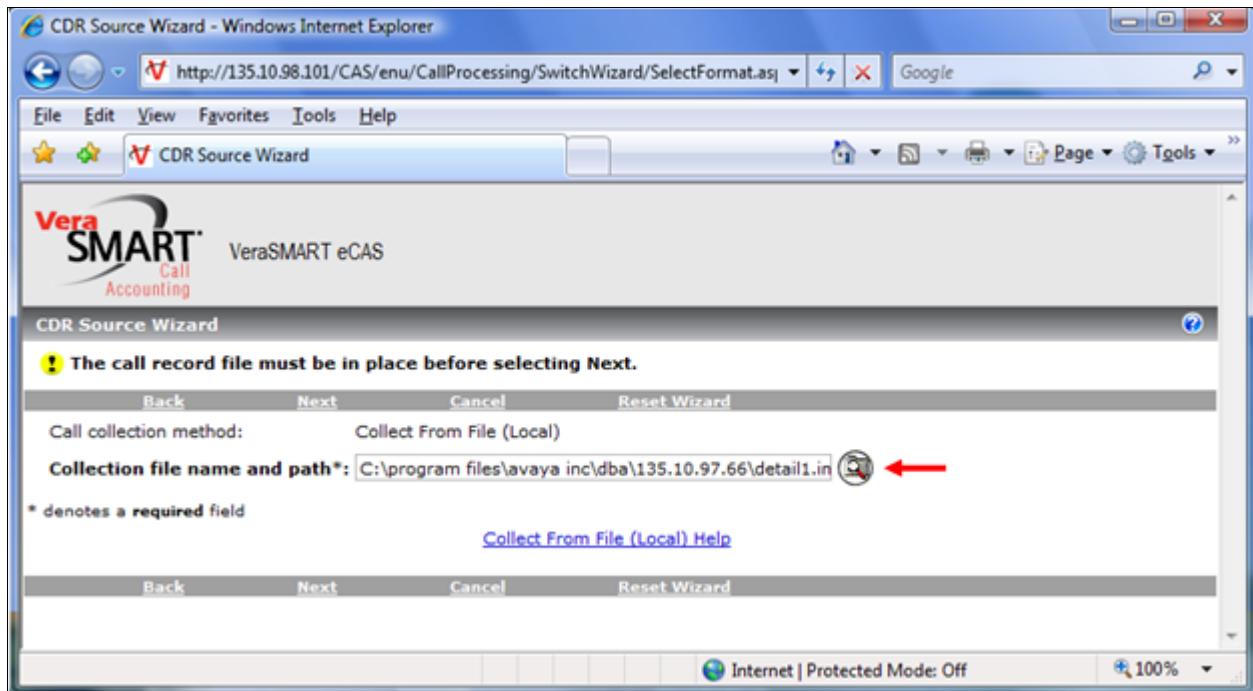 CDR Source Wizard - Windows Internet Explorer
http://135.10.98.101/CAS/enu/CallProcessing/SwitchWizard/SelectFormat.as
Google
File Edit View Favorites Tools Help
CDR Source Wizard
Page Tools
Vera
SMART
Call
Accounting
VeraSMART eCAS
CDR Source Wizard
The call record file must be in place before selecting Next.
Back Next Cancel Reset Wizard
Call collection method: Collect From File (Local)
Collection file name and path*: C:\program files\avaya inc\dba\135.10.97.66\detail1.in
* denotes a required field
Collect From File (Local) Help
Back Next Cancel Reset Wizard
Internet | Protected Mode: Off
100%